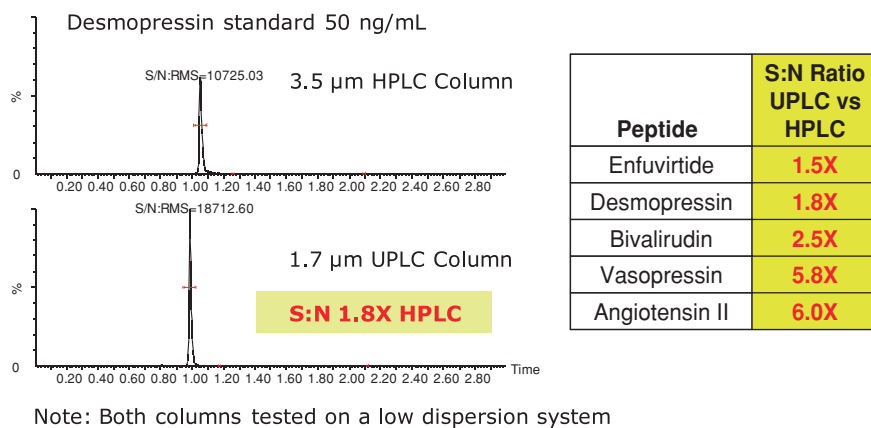 Desmopressin standard 50 ng/mL
S/N:RMS=10725.03
3.5 µm HPLC Column
%
0
0.20 0.40 0.60 0.80 1.00 1.20 1.40 1.60 1.80 2.00 2.20 2.40 2.60 2.80
S/N:RMS=18712.60
1.7 µm UPLC Column
%
S:N 1.8X HPLC
0
Time
0.20 0.40 0.60 0.80 1.00 1.20 1.40 1.60 1.80 2.00 2.20 2.40 2.60 2.80
Peptide S:N Ratio UPLC vs HPLC
Enfuvirtide 1.5X
Desmopressin 1.8X
Bivalirudin 2.5X
Vasopressin 5.8X
Angiotensin II 6.0X
Note: Both columns tested on a low dispersion system